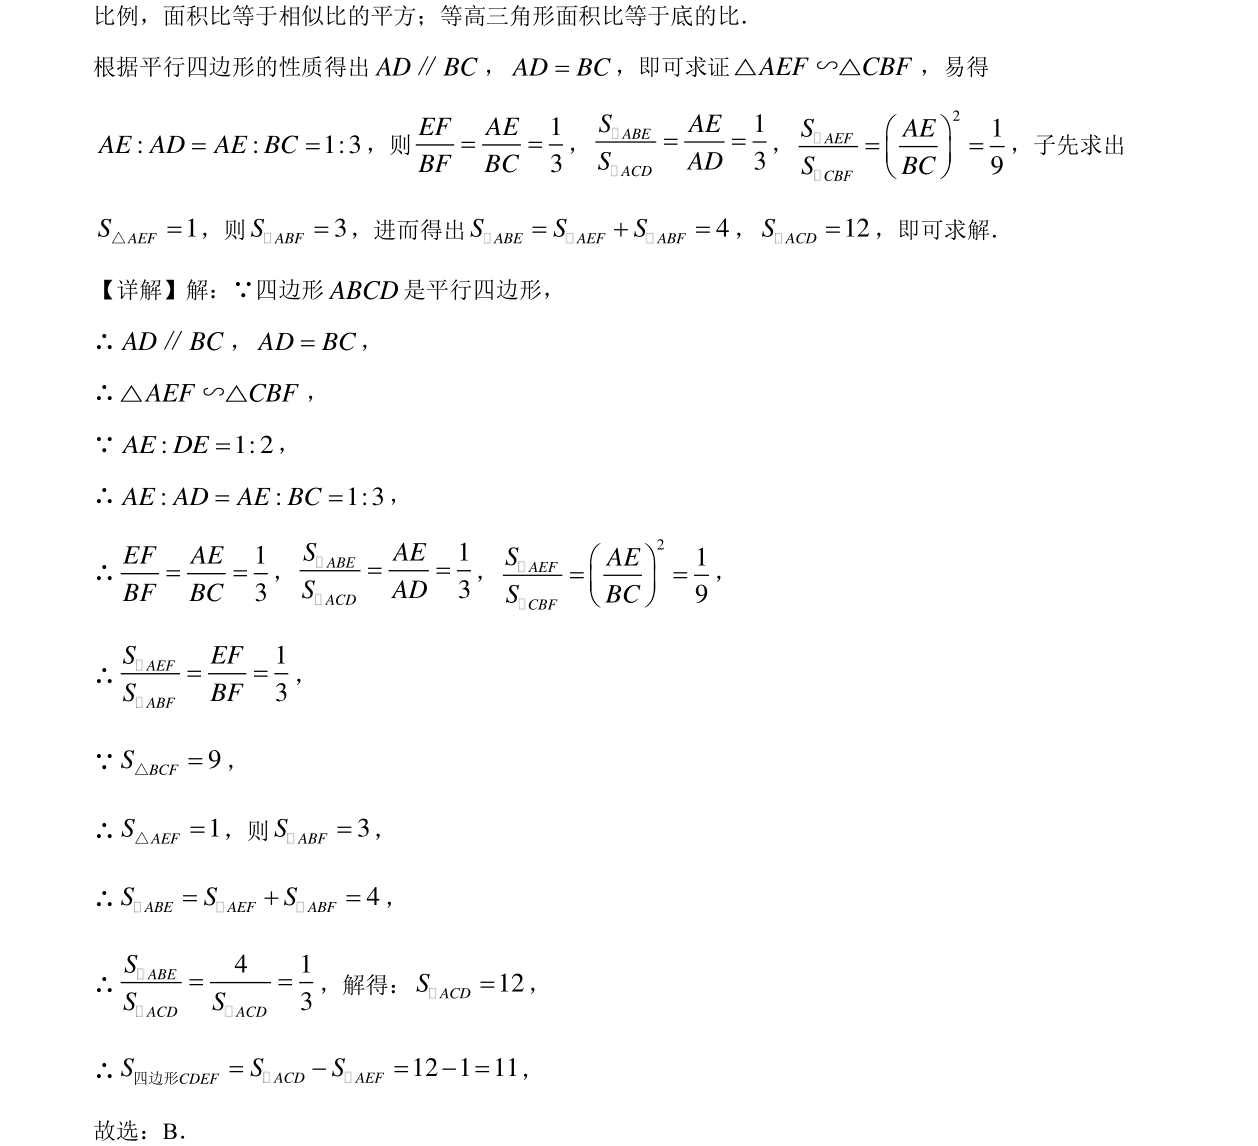 比例，面积比等于相似比的平方；等高三角形面积比等于底的比．
根据平行四边形的性质得出 AD∥BC，AD=BC，即可求证△AEF∽△CBF，易得
AE:AD=AE:BC=1:3，则 EF/BF=AE/BC=1/3，S□ABE/S□ACD=AE/AD=1/3，S□AEF/S□CBF=(AE/BC)²=1/9，子先求出
S△AEF=1，则 S□ABF=3，进而得出 S□ABE=S□AEF+S□ABF=4，S□ACD=12，即可求解．
【详解】解：∵四边形 ABCD 是平行四边形，
∴ AD∥BC，AD=BC，
∴ △AEF∽△CBF，
∵ AE:DE=1:2，
∴ AE:AD=AE:BC=1:3，
∴ EF/BF=AE/BC=1/3，S□ABE/S□ACD=AE/AD=1/3，S□AEF/S□CBF=(AE/BC)²=1/9，
∴ S□AEF/S□ABF=EF/BF=1/3，
∵ S△BCF=9，
∴ S△AEF=1，则 S□ABF=3，
∴ S□ABE=S□AEF+S□ABF=4，
∴ S□ABE/S□ACD=4/S□ACD=1/3，解得：S□ACD=12，
∴ S四边形CDEF=S□ACD−S□AEF=12−1=11，
故选：B．